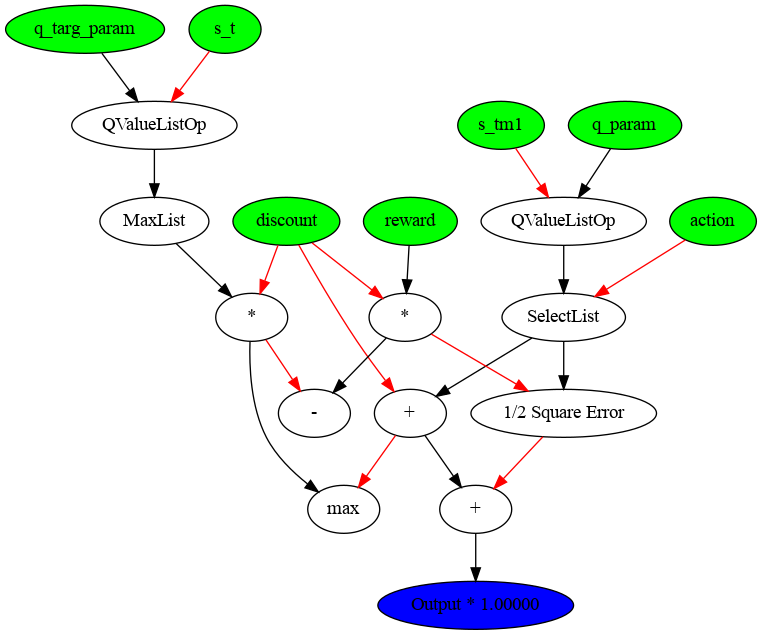 q_targ_param
s_t
QValueListOp
s_tm1
q_param
MaxList
discount
reward
QValueListOp
action
*
*
SelectList
-
+
1/2 Square Error
max
+
Output * 1.00000